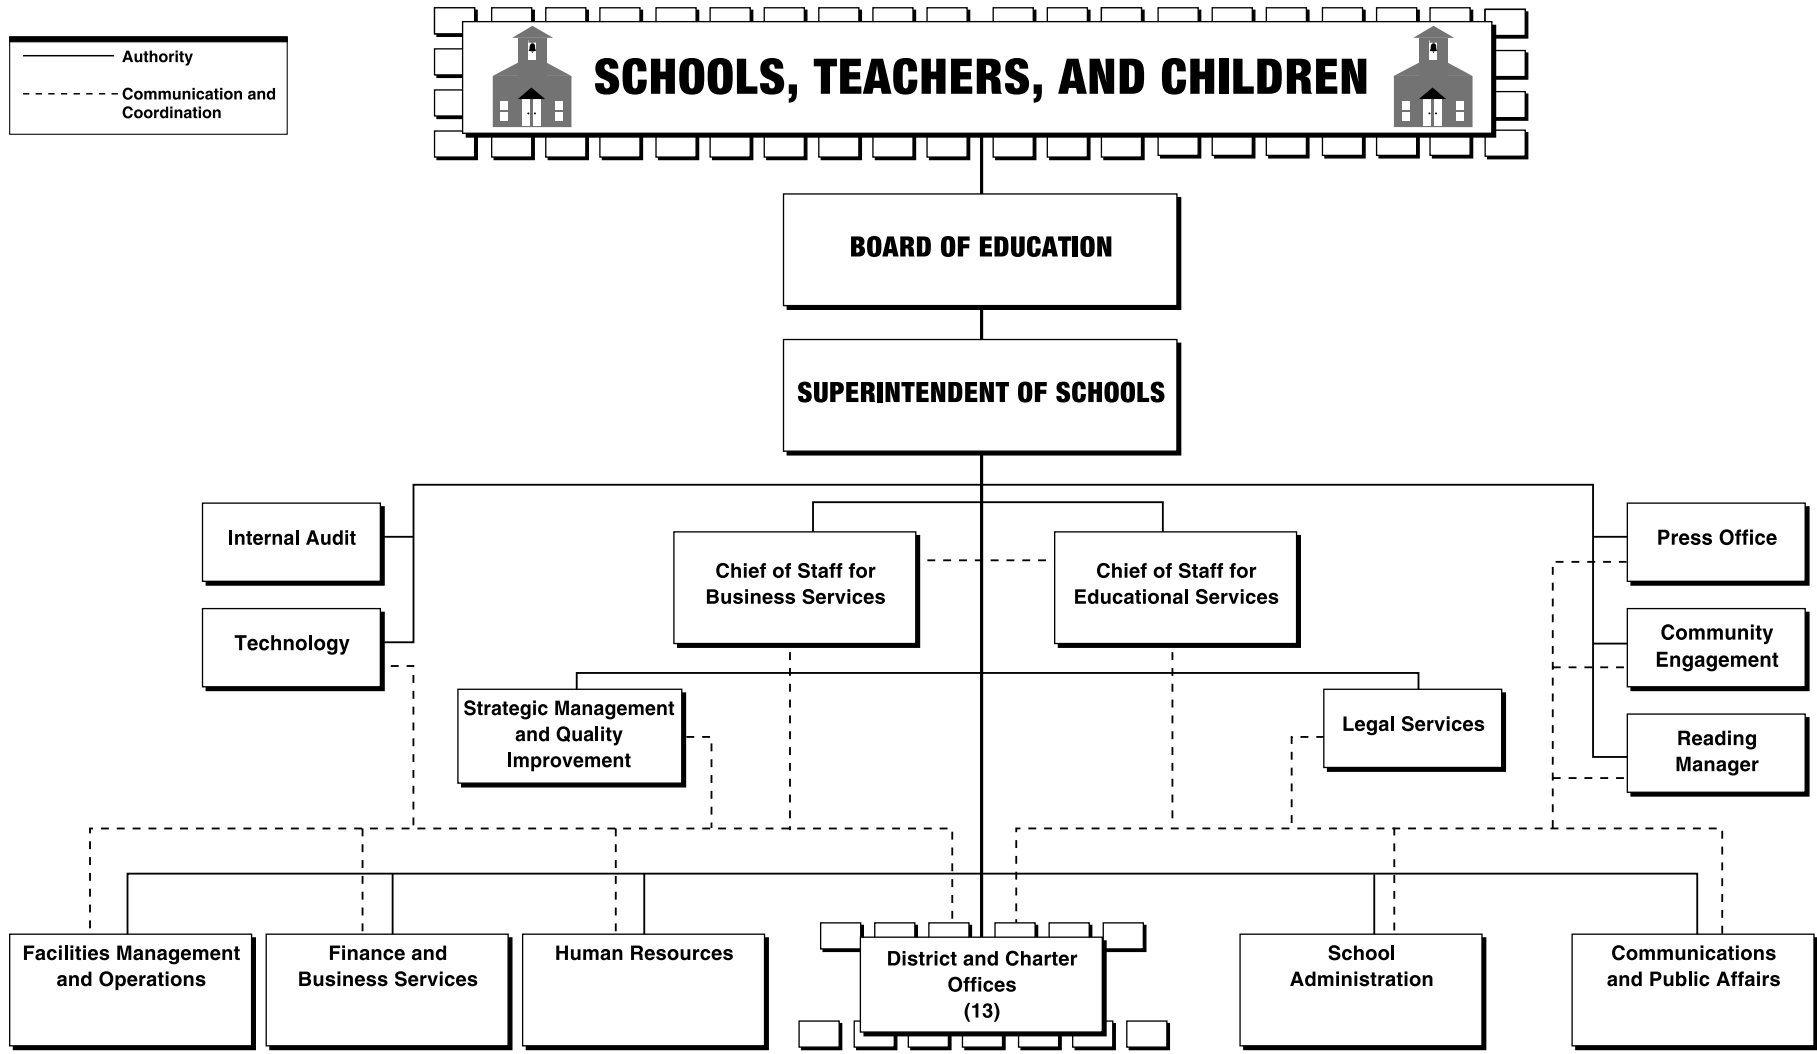 Authority
Communication and
Coordination
SCHOOLS, TEACHERS, AND CHILDREN
BOARD OF EDUCATION
SUPERINTENDENT OF SCHOOLS
Internal Audit
Technology
Chief of Staff for
Business Services
Chief of Staff for
Educational Services
Press Office
Community
Engagement
Reading
Manager
Strategic Management
and Quality
Improvement
Legal Services
Facilities Management
and Operations
Finance and
Business Services
Human Resources
District and Charter
Offices
(13)
School
Administration
Communications
and Public Affairs